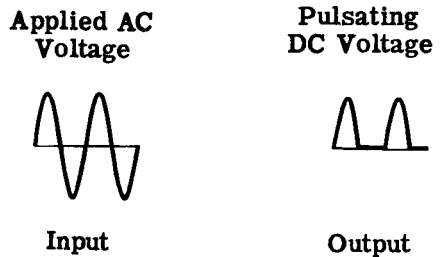 Applied AC
Voltage
Pulsating
DC Voltage
Input
Output